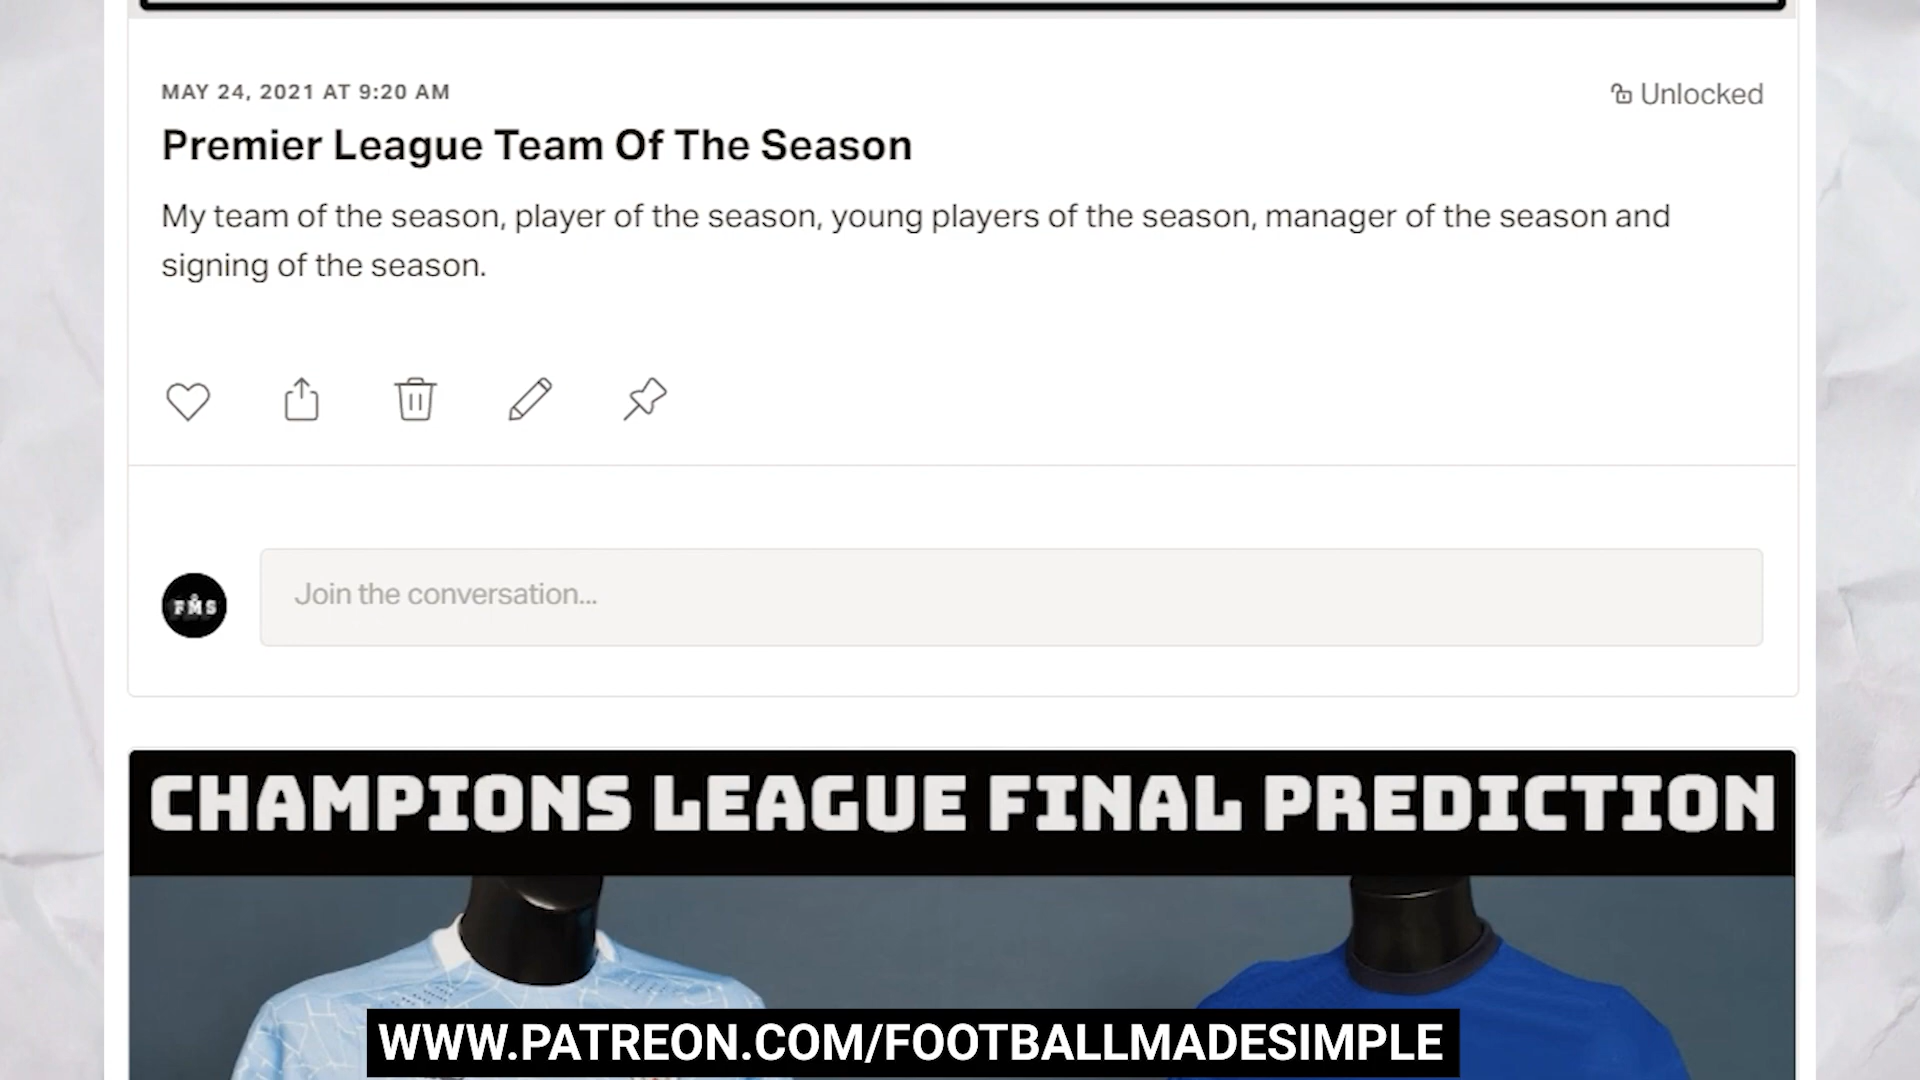 MAY 24, 2021 AT 9:20 AM
Unlocked
Premier League Team Of The Season
My team of the season, player of the season, young players of the season, manager of the season and
signing of the season.
FMS
Join the conversation...
CHAMPIONS LEAGUE FINAL PREDICTION
WWW.PATREON.COM/FOOTBALLMADESIMPLE